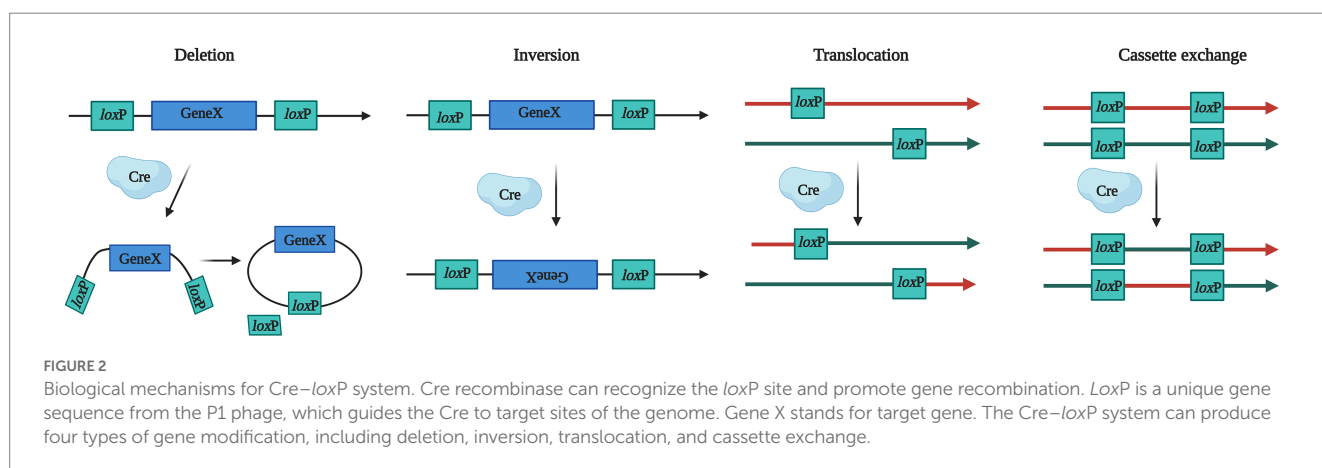 Deletion
Inversion
Translocation
Cassette exchange
loxP
GeneX
loxP
loxP
GeneX
loxP
loxP
loxP
loxP
loxP
loxP
loxP
Cre
Cre
Cre
Cre
GeneX
loxP
loxP
GeneX
loxP
loxP
loxP
GeneX
loxP
loxP
loxP
loxP
loxP
loxP
loxP
FIGURE 2
Biological mechanisms for Cre–loxP system. Cre recombinase can recognize the loxP site and promote gene recombination. LoxP is a unique gene
sequence from the P1 phage, which guides the Cre to target sites of the genome. Gene X stands for target gene. The Cre–loxP system can produce
four types of gene modification, including deletion, inversion, translocation, and cassette exchange.